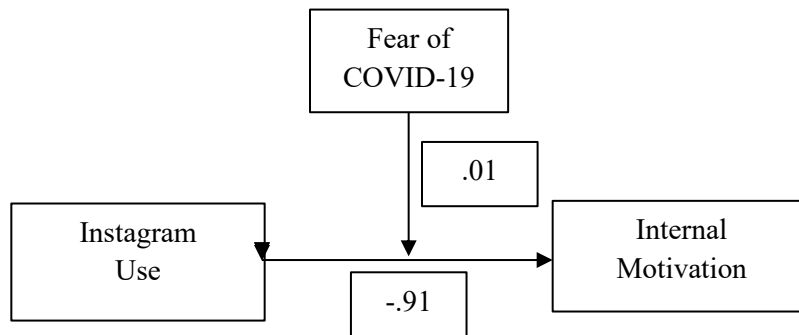 Fear of
COVID-19
.01
Instagram
Use
Internal
Motivation
-.91